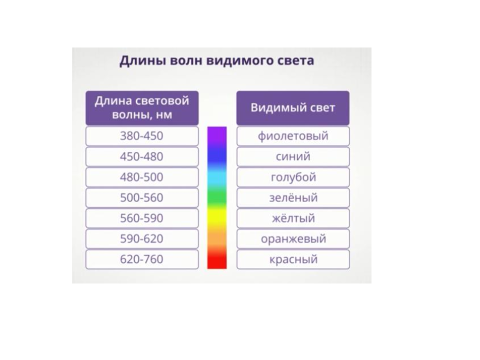 Длины волн видимого света
Длина световой
волны, нм
Видимый свет
380-450
фиолетовый
450-480
синий
480-500
голубой
500-560
зелёный
560-590
жёлтый
590-620
оранжевый
620-760
красный